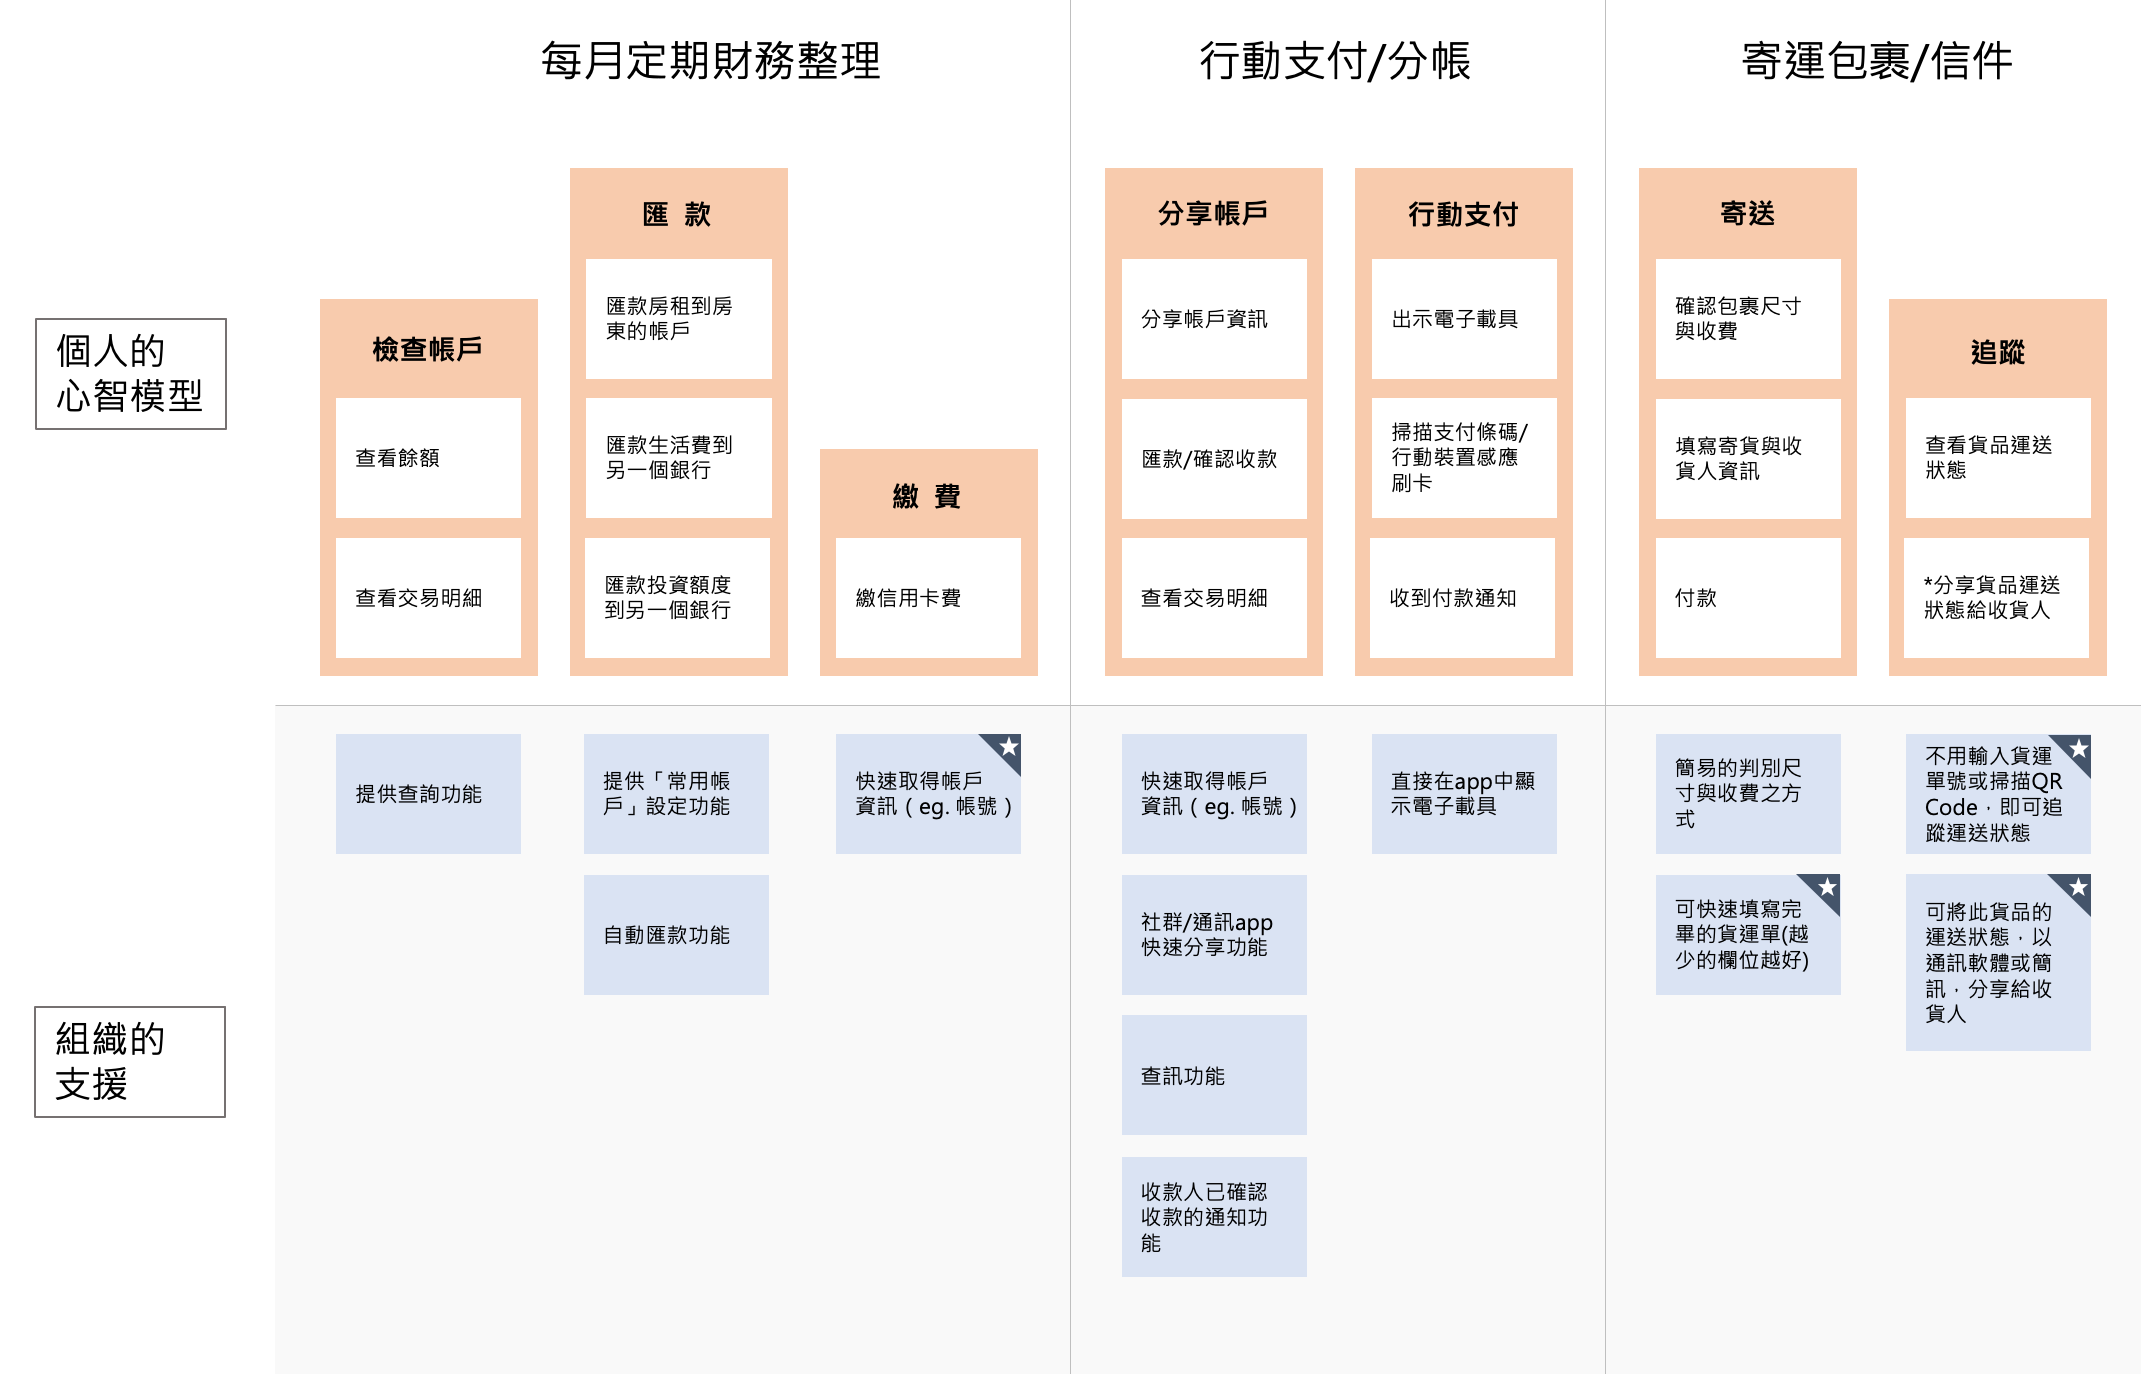 每月定期財務整理
行動支付/分帳
寄運包裹/信件
個人的
心智模型
檢查帳戶
查看餘額
查看交易明細
匯 款
匯款房租到房
東的帳戶
匯款生活費到
另一個銀行
匯款投資額度
到另一個銀行
繳 費
繳信用卡費
分享帳戶
分享帳戶資訊
匯款/確認收款
查看交易明細
行動支付
出示電子載具
掃描支付條碼/
行動裝置感應
刷卡
收到付款通知
寄送
確認包裹尺寸
與收費
填寫寄貨與收
貨人資訊
付款
追蹤
查看貨品運送
狀態
*分享貨品運送
狀態給收貨人
組織的
支援
提供查詢功能
提供「常用帳
戶」設定功能
自動匯款功能
快速取得帳戶
資訊（eg. 帳號）
快速取得帳戶
資訊（eg. 帳號）
社群/通訊app
快速分享功能
查訊功能
收款人已確認
收款的通知功
能
直接在app中顯
示電子載具
簡易的判別尺
寸與收費之方
式
可快速填寫完
畢的貨運單(越
少的欄位越好)
不用輸入貨運
單號或掃描QR
Code，即可追
蹤運送狀態
可將此貨品的
運送狀態，以
通訊軟體或簡
訊，分享給收
貨人